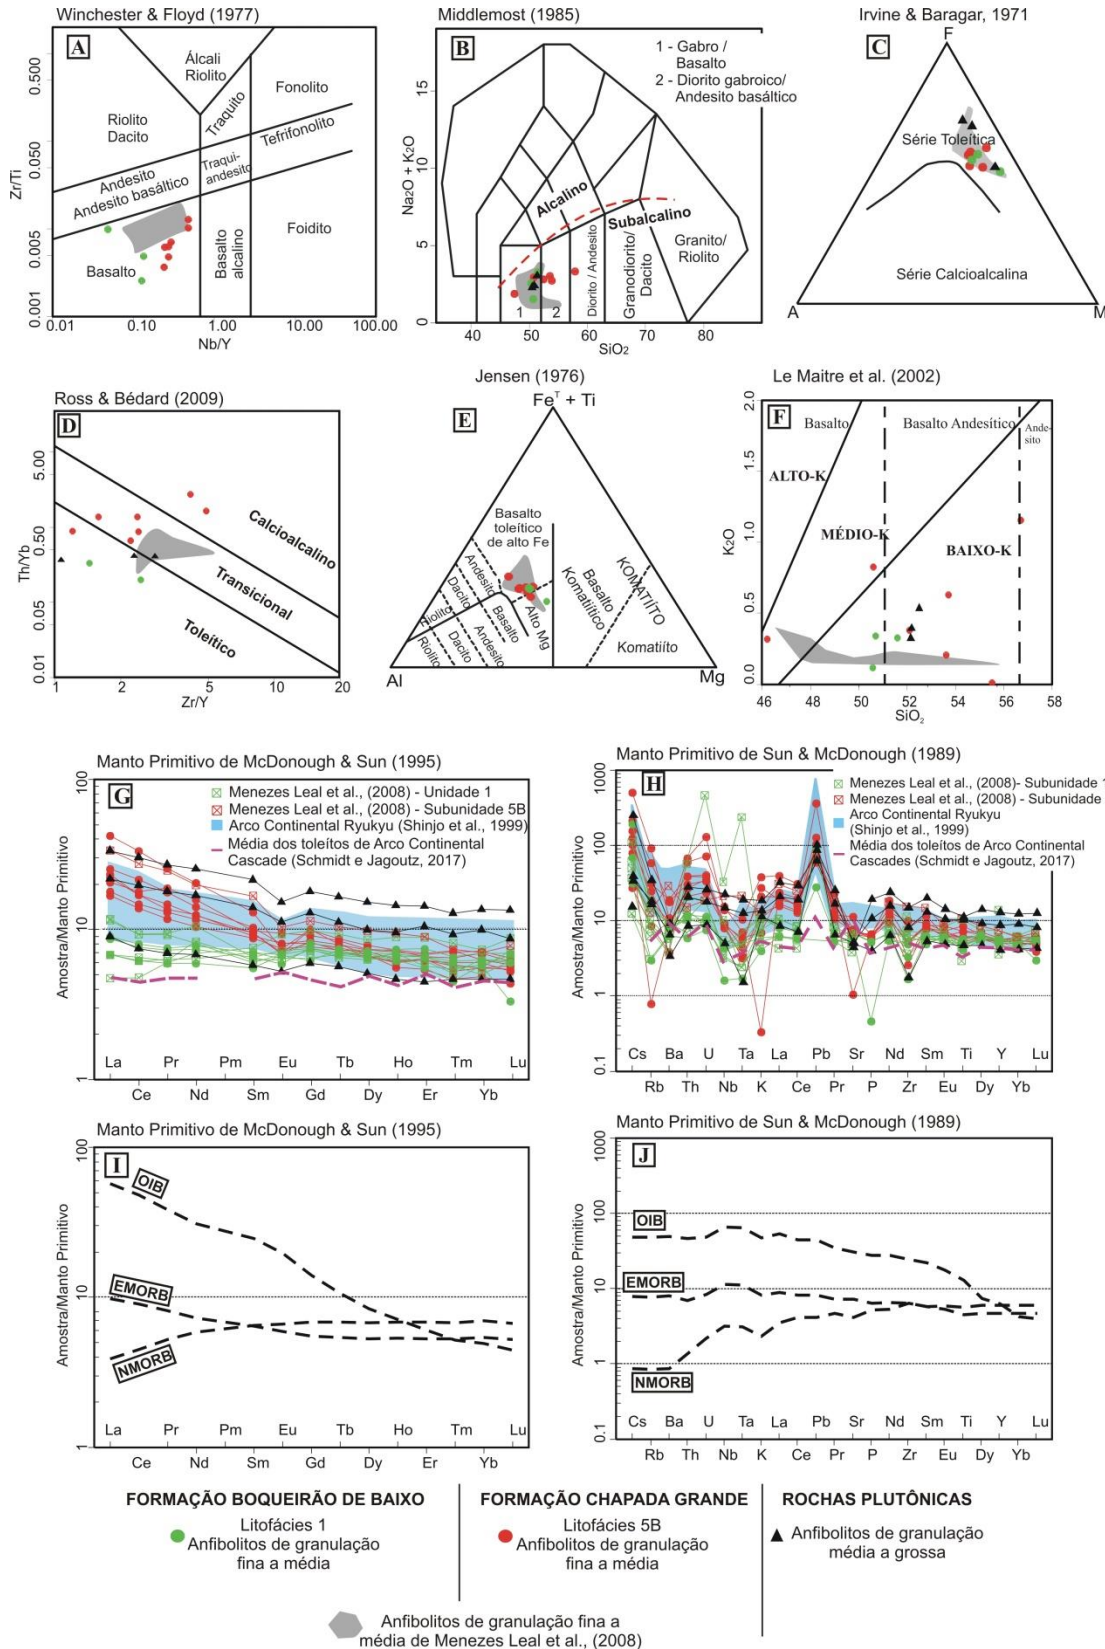 Winchester & Floyd (1977)
A
Zr/Ti
0.500
0.050
0.005
0.001
Álcali
Riolito
Riolito
Dacito
Traquito
Fonolito
Tefrifonolito
Traqui-
andesito
Andesito
Andesito basáltico
Basalto
Basalto
alcalino
Foidito
0.01
0.10
1.00
10.00
100.00
Nb/Y
Middlemost (1985)
B
1 - Gabro /
Basalto
2 - Diorito gabroico/
Andesito basáltico
Na2O + K2O
15
10
5
0
Alcalino
Subalcalino
Diorito / Andesito
Granodiorito/
Dacito
Granito/
Riolito
1
2
40
50
60
70
80
SiO2
Irvine & Baragar, 1971
C
F
Série Toleítica
Série Calcioalcalina
A
M
Ross & Bédard (2009)
D
Th/Yb
5.00
0.50
0.05
0.01
Calcioalcalino
Transicional
Toleítico
1
2
5
10
20
Zr/Y
Jensen (1976)
E
Fe^T + Ti
Basalto
toleítico
de alto Fe
Andesito
Dacito
Riolito
Riolito
Dacito
Andesito
Basalto
Alto Mg
Basalto
Komatiítico
KOMATIÍTO
Komatiíto
Al
Mg
Le Maitre et al. (2002)
F
K2O
2.0
1.5
1.0
0.5
0.0
Basalto
Basalto Andesítico
Ande-
sito
ALTO-K
MÉDIO-K
BAIXO-K
46
48
50
52
54
56
58
SiO2
Manto Primitivo de McDonough & Sun (1995)
G
Menezes Leal et al., (2008) - Unidade 1
Menezes Leal et al., (2008) - Subunidade 5B
Arco Continental Ryukyu (Shinjo et al., 1999)
Média dos toleítos de Arco Continental
Cascade (Schmidt e Jagoutz, 2017)
Amostra/Manto Primitivo
100
10
1
La Pr Pm Eu Tb Ho Tm Lu
Ce Nd Sm Gd Dy Er Yb
Manto Primitivo de Sun & McDonough (1989)
H
Menezes Leal et al., (2008)- Subunidade 1
Menezes Leal et al., (2008)- Subunidade
Arco Continental Ryukyu
(Shinjo et al., 1999)
Média dos toleítos de Arco Continental
Cascades (Schmidt e Jagoutz, 2017)
Amostra/Manto Primitivo
1000
100
10
1
0.1
Cs Ba U Ta La Pb Sr Nd Sm Ti Y Lu
Rb Th Nb K Ce Pr P Zr Eu Dy Yb
Manto Primitivo de McDonough & Sun (1995)
I
OIB
EMORB
NMORB
Amostra/Manto Primitivo
100
10
1
La Pr Nd Eu Tb Ho Tm Lu
Ce Nd Sm Gd Dy Er Yb
Manto Primitivo de Sun & McDonough (1989)
J
OIB
EMORB
NMORB
Amostra/Manto Primitivo
1000
100
10
1
0.1
Cs Ba U Ta La Pb Sr Nd Sm Ti Y Lu
Rb Th Nb K Ce Pr P Zr Eu Dy Yb
FORMAÇÃO BOQUEIRÃO DE BAIXO
Litofácies 1
Anfibolitos de granulação
fina a média
FORMAÇÃO CHAPADA GRANDE
Litofácies 5B
Anfibolitos de granulação
fina a média
ROCHAS PLUTÔNICAS
Anfibolitos de granulação
média a grossa
Anfibolitos de granulação fina a
média de Menezes Leal et al., (2008)